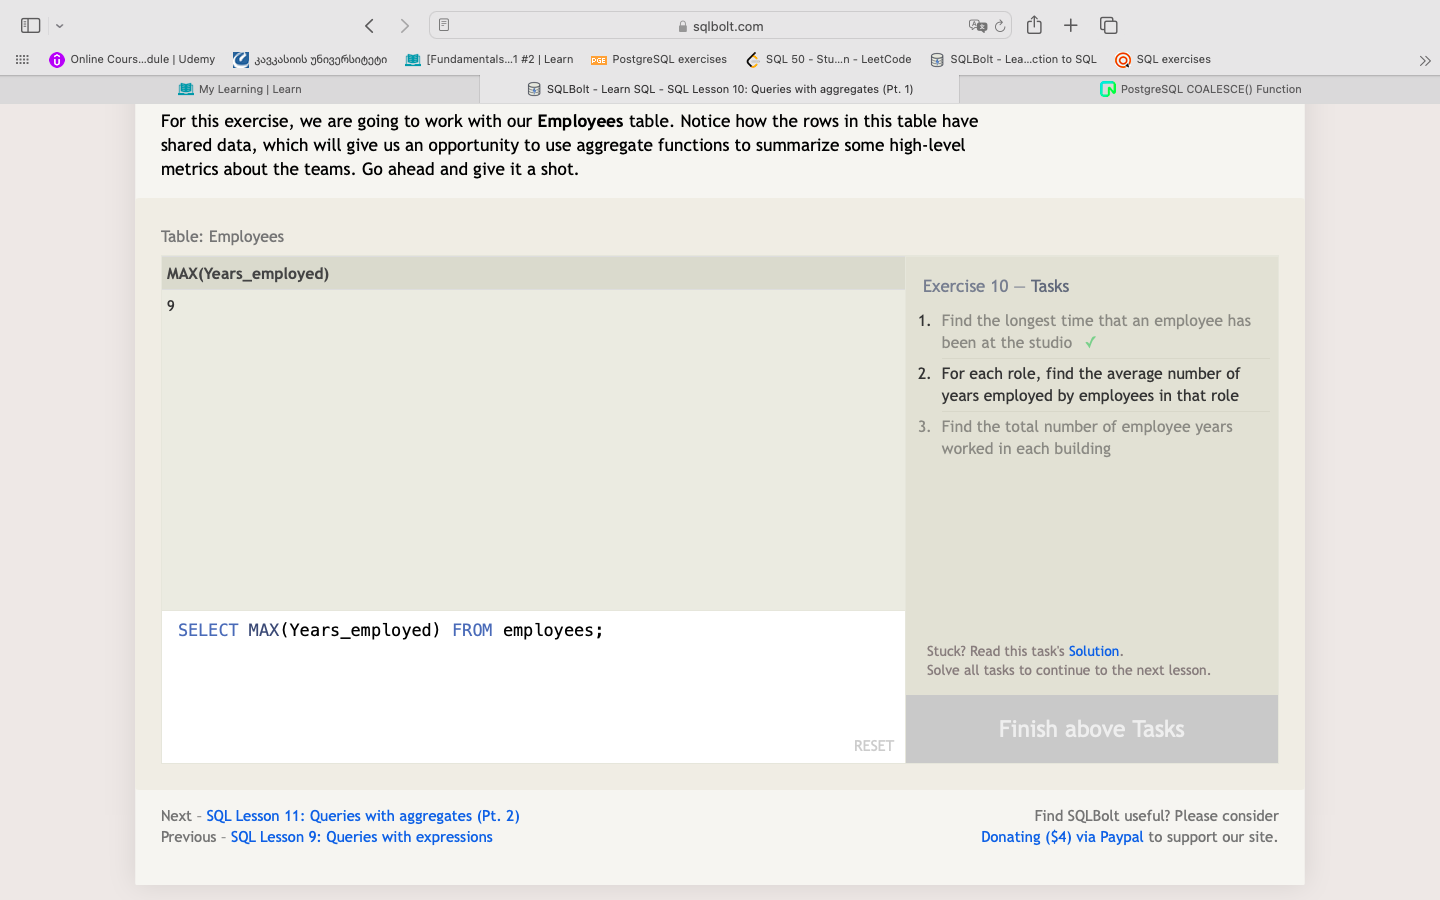 sqlbolt.com
Online Cours...dule | Udemy
კავკასიის უნივერსიტეტი
[Fundamentals...1 #2 | Learn
PGE PostgreSQL exercises
SQL 50 - Stu...n - LeetCode
SQLBolt - Lea...ction to SQL
SQL exercises
My Learning | Learn
SQLBolt - Learn SQL - SQL Lesson 10: Queries with aggregates (Pt. 1)
PostgreSQL COALESCE() Function
For this exercise, we are going to work with our Employees table. Notice how the rows in this table have
shared data, which will give us an opportunity to use aggregate functions to summarize some high-level
metrics about the teams. Go ahead and give it a shot.
Table: Employees
MAX(Years_employed)
9
Exercise 10 — Tasks
1. Find the longest time that an employee has
been at the studio ✓
2. For each role, find the average number of
years employed by employees in that role
3. Find the total number of employee years
worked in each building
SELECT MAX(Years_employed) FROM employees;
RESET
Stuck? Read this task's Solution.
Solve all tasks to continue to the next lesson.
Finish above Tasks
Next – SQL Lesson 11: Queries with aggregates (Pt. 2)
Previous – SQL Lesson 9: Queries with expressions
Find SQLBolt useful? Please consider
Donating ($4) via Paypal to support our site.